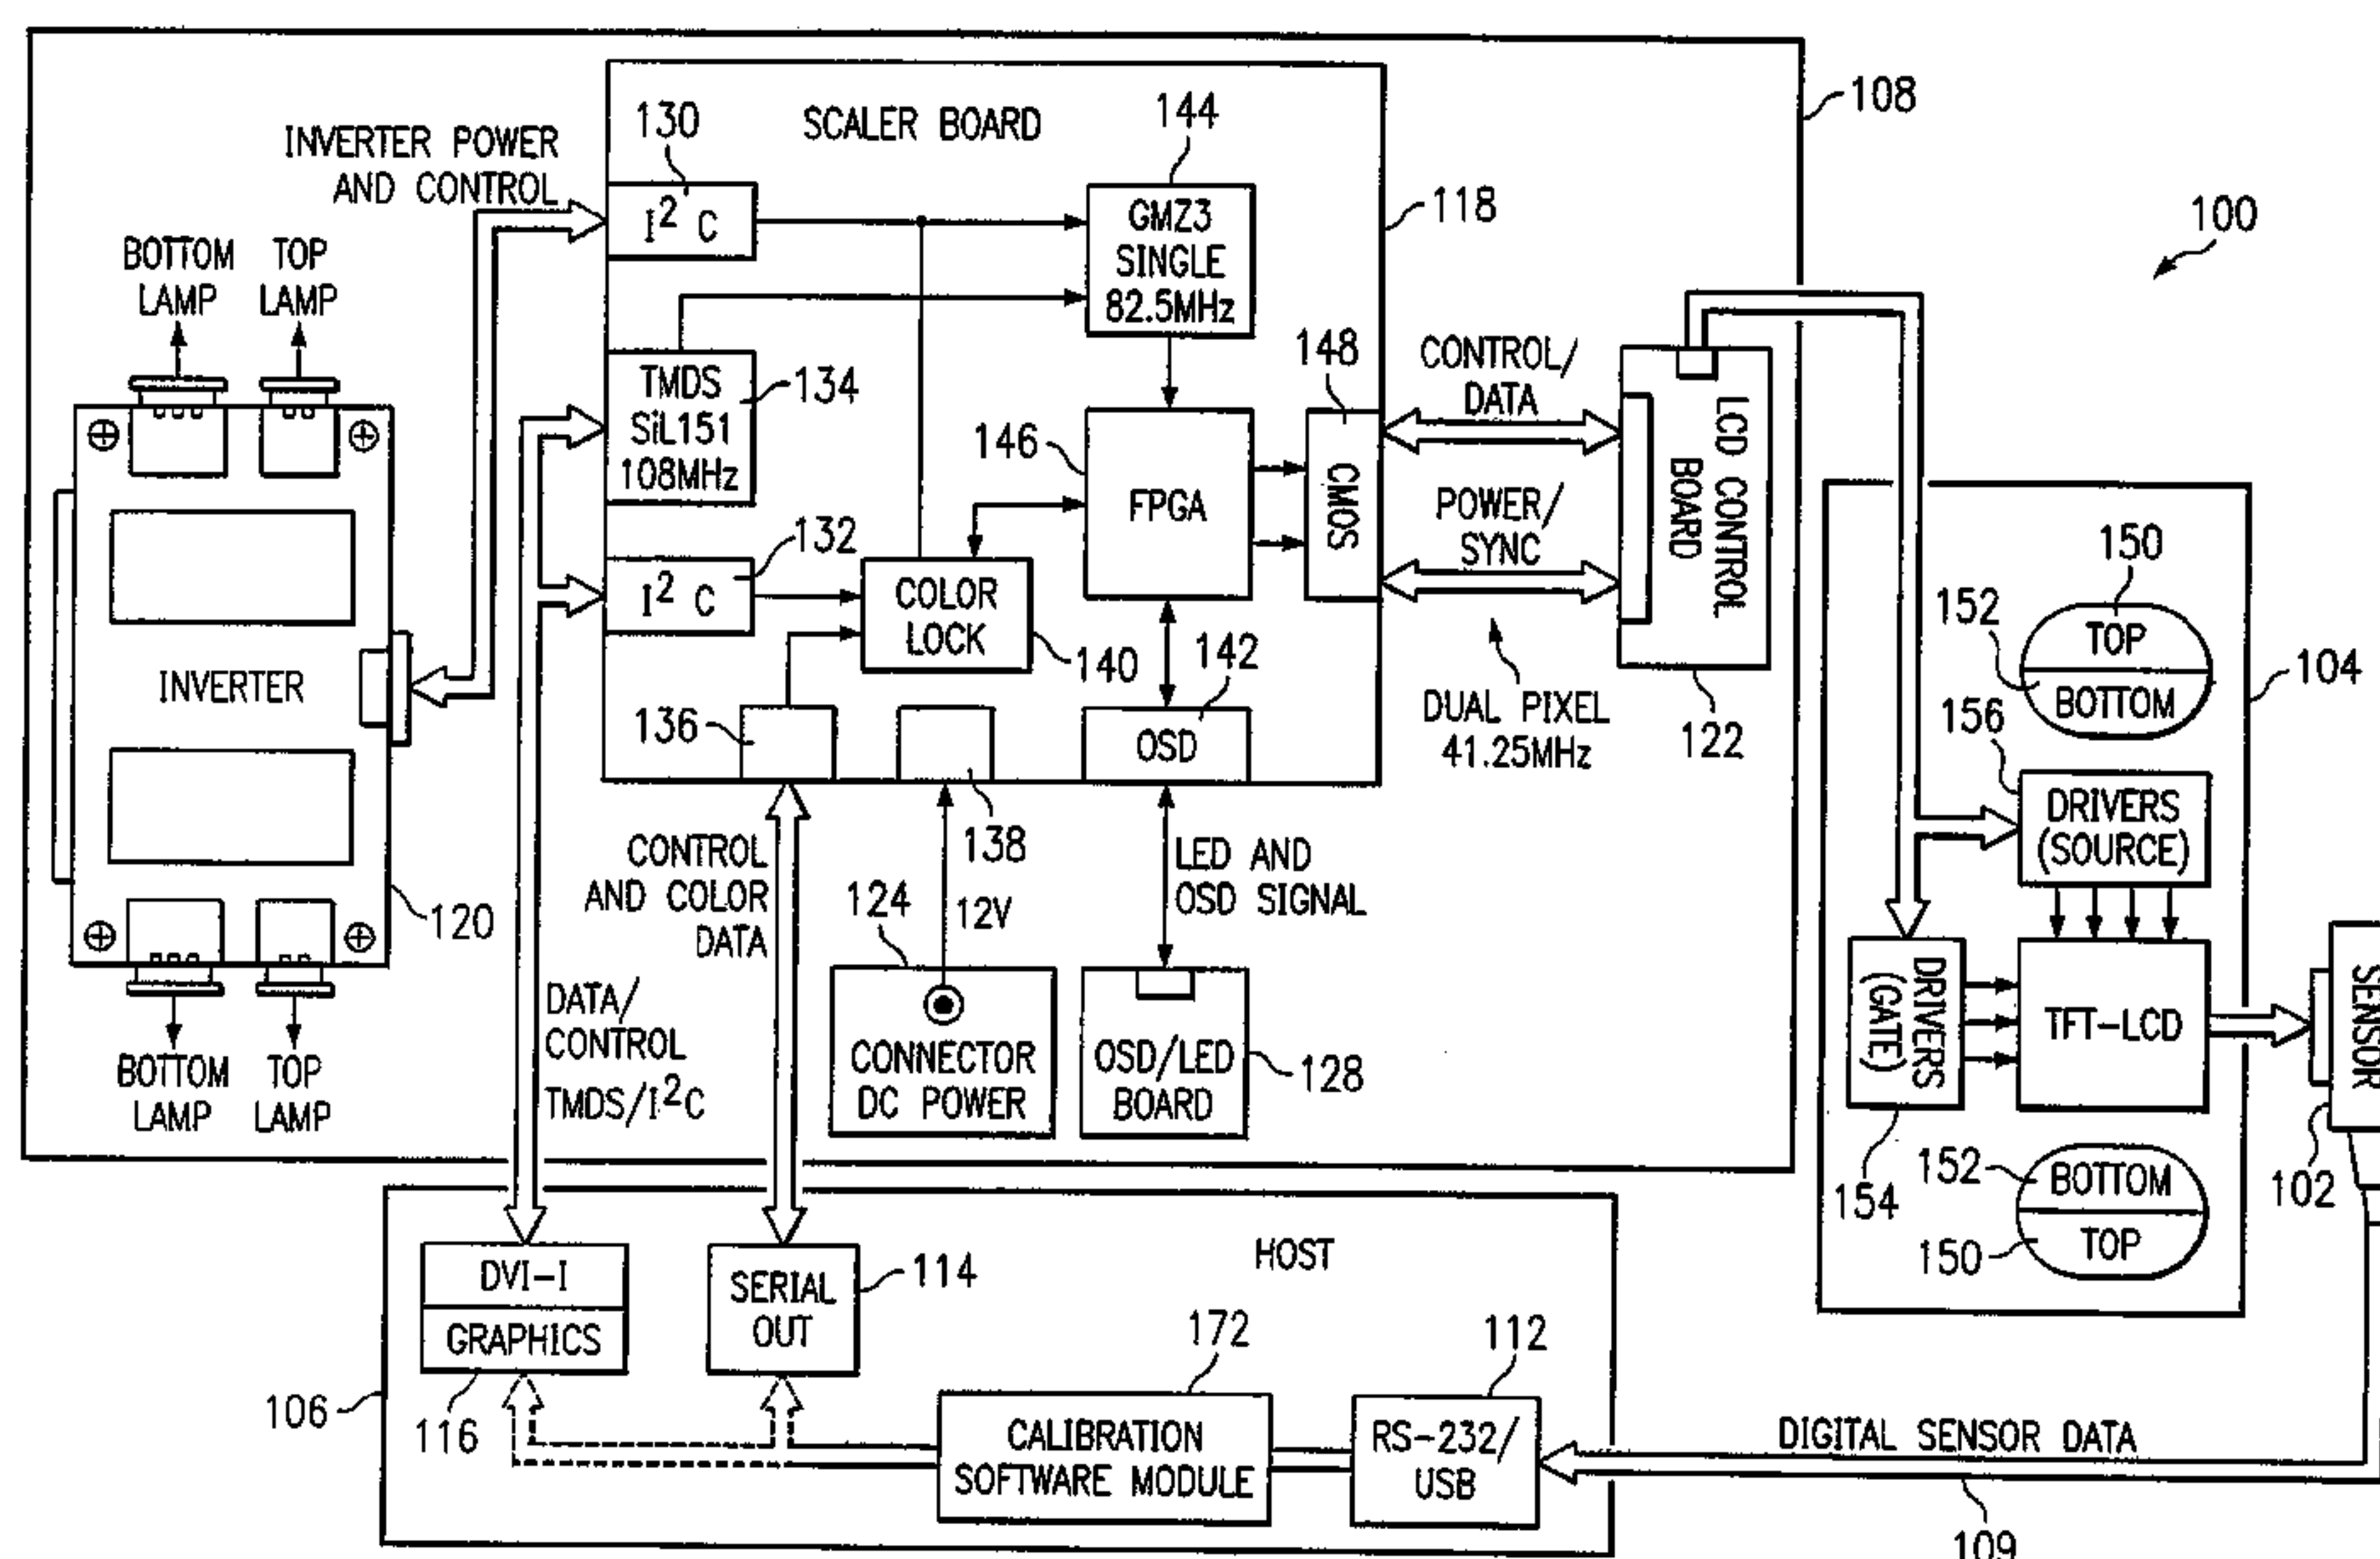 108
SCALER BOARD
130
144
INVERTER POWER
AND CONTROL
I² C
GMZ3
SINGLE
82.5MHz
118
100
BOTTOM
LAMP
TOP
LAMP
TMDS
SiL151
108MHz
134
148
CONTROL/
DATA
LCD CONTROL
BOARD
146
FPGA
CMOS
POWER/
SYNC
132
I² C
COLOR
LOCK
140
142
150
152
TOP
BOTTOM
104
INVERTER
136
OSD
DUAL PIXEL
41.25MHz
122
156
DRIVERS
(SOURCE)
138
CONTROL
AND COLOR
DATA
124
12V
LED AND
OSD SIGNAL
120
DATA/
CONTROL
TMDS/I²C
CONNECTOR
DC POWER
OSD/LED
BOARD
128
DRIVERS
(GATE)
TFT-LCD
SENSOR
BOTTOM
LAMP
TOP
LAMP
102
154
152
BOTTOM
150
TOP
HOST
DVI-I
GRAPHICS
SERIAL
OUT
114
172
112
106
116
CALIBRATION
SOFTWARE MODULE
RS-232/
USB
DIGITAL SENSOR DATA
109